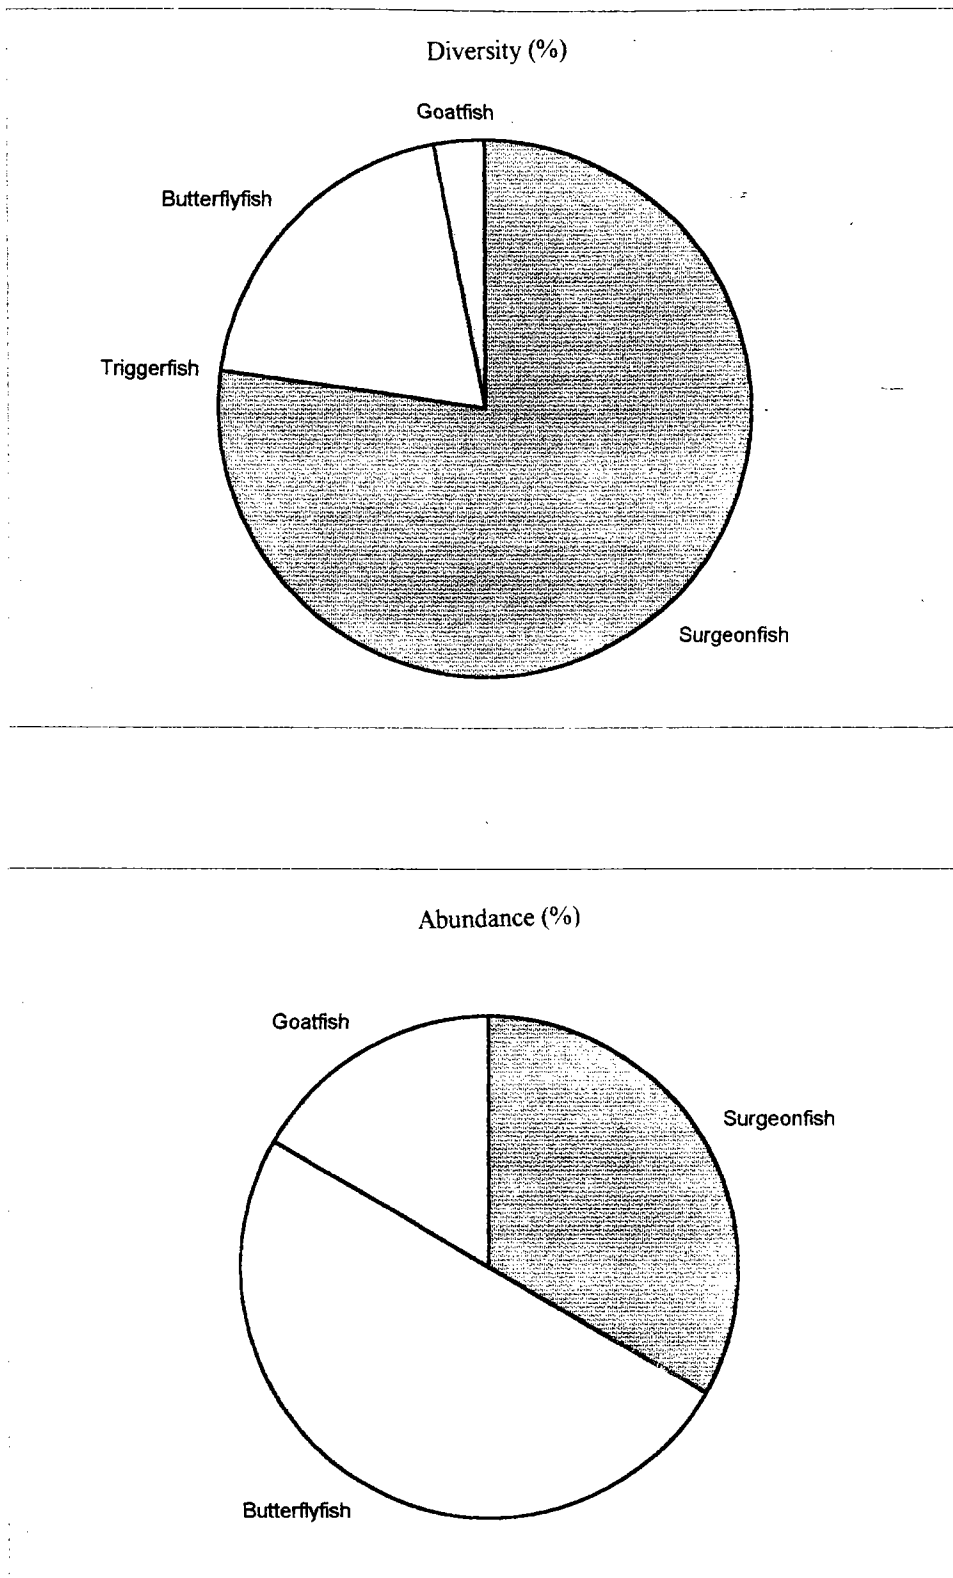 Diversity (%)
Goatfish
Butterflyfish
Triggerfish
Surgeonfish
Abundance (%)
Goatfish
Surgeonfish
Butterflyfish